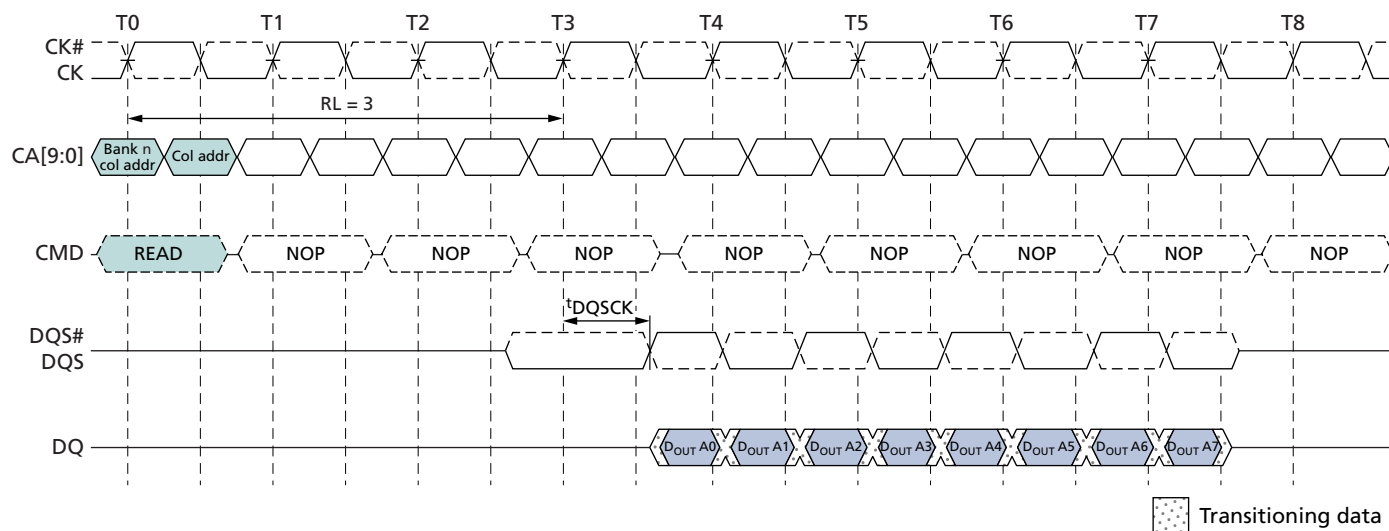 T0 T1 T2 T3 T4 T5 T6 T7 T8
CK#
CK
RL = 3
CA[9:0] Bank n col addr Col addr
CMD READ NOP NOP NOP NOP NOP NOP NOP NOP
tDQSCK
DQS#
DQS
DQ DOUT A0 DOUT A1 DOUT A2 DOUT A3 DOUT A4 DOUT A5 DOUT A6 DOUT A7
Transitioning data